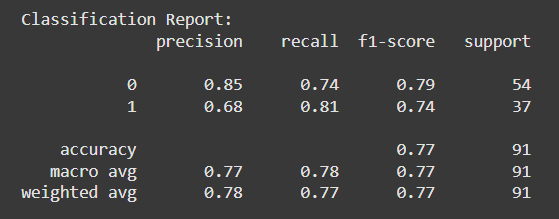 Classification Report:
precision recall f1-score support
0 0.85 0.74 0.79 54
1 0.68 0.81 0.74 37
accuracy 0.77 91
macro avg 0.77 0.78 0.77 91
weighted avg 0.78 0.77 0.77 91